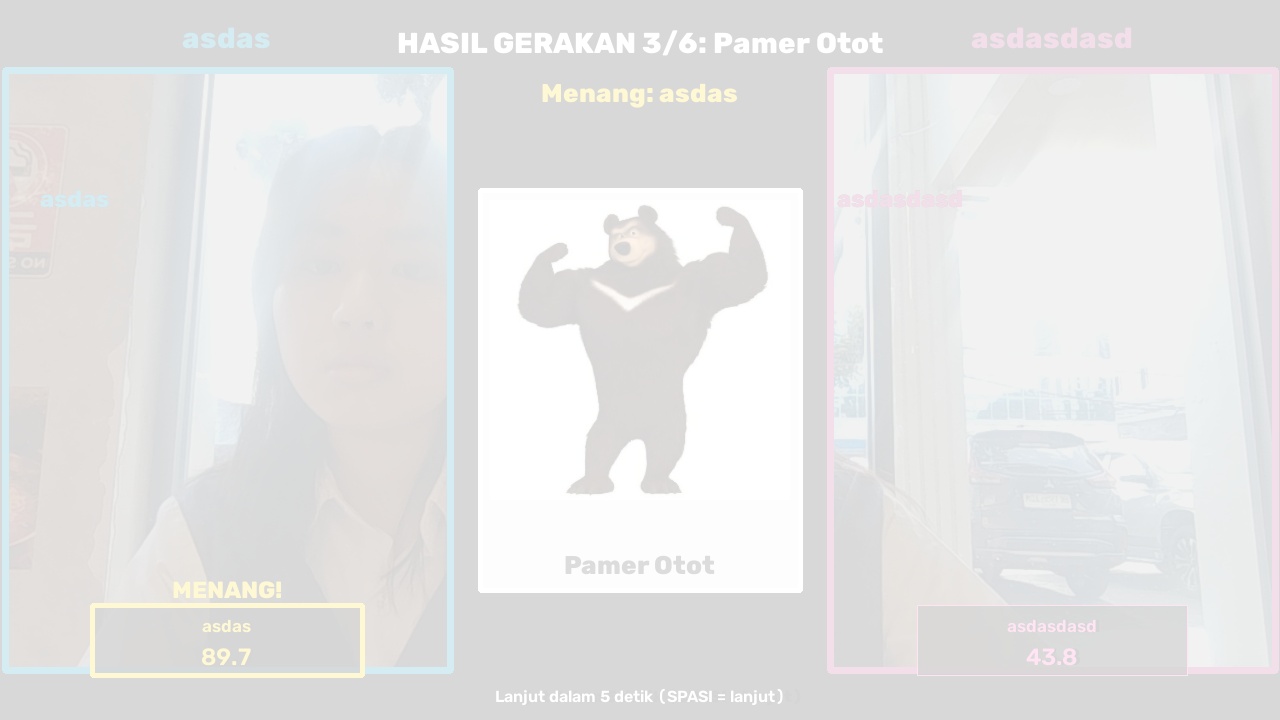 asdas
HASIL GERAKAN 3/6: Pamer Otot
asdasdasd
Menang: asdas
asdas
asdasdasd
Pamer Otot
MENANG!
asdas
89.7
asdasdasd
43.8
Lanjut dalam 5 detik (SPASI = lanjut)